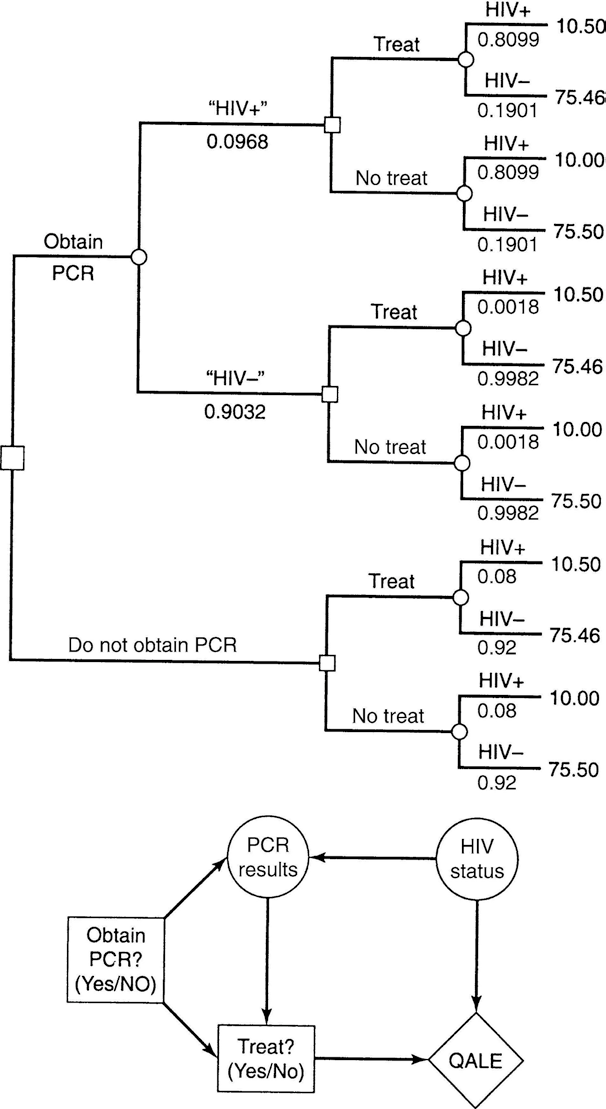 HIV+
10.50
0.8099
Treat
HIV–
75.46
0.1901
“HIV+”
0.0968
HIV+
10.00
0.8099
No treat
HIV–
75.50
0.1901
Obtain
PCR
HIV+
10.50
0.0018
Treat
HIV–
75.46
0.9982
“HIV–”
0.9032
HIV+
10.00
0.0018
No treat
HIV–
75.50
0.9982
HIV+
10.50
0.08
Treat
HIV–
75.46
0.92
Do not obtain PCR
HIV+
10.00
0.08
No treat
HIV–
75.50
0.92
PCR
results
HIV
status
Obtain
PCR?
(Yes/NO)
Treat?
(Yes/No)
QALE